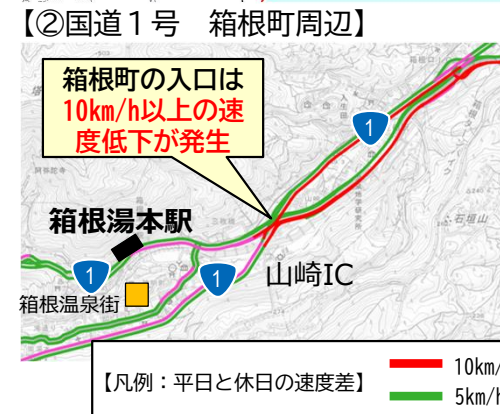 【②国道１号　箱根町周辺】
箱根町の入口は
10km/h以上の速
度低下が発生
1
箱根湯本駅
1
1
山崎IC
箱根温泉街
石垣山
【凡例：平日と休日の速度差】
10km/
5km/h